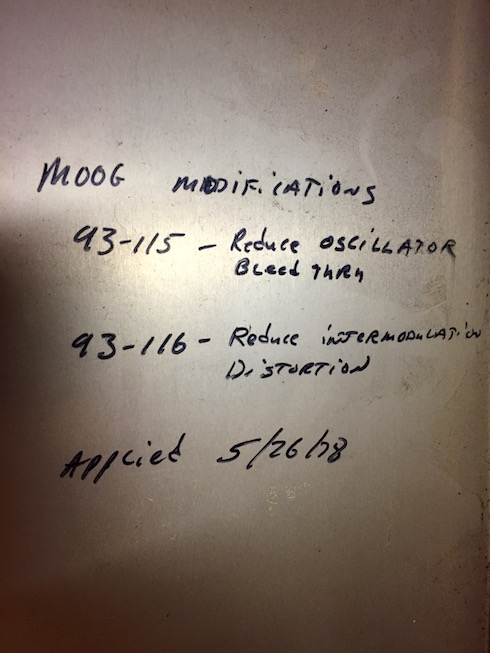 MOOG MODIFICATIONS
93-115 - Reduce OSCILLATOR
Bleed THRU
93-116 - Reduce INTERMODULATION
DISTORTION
Applied 5/26/78